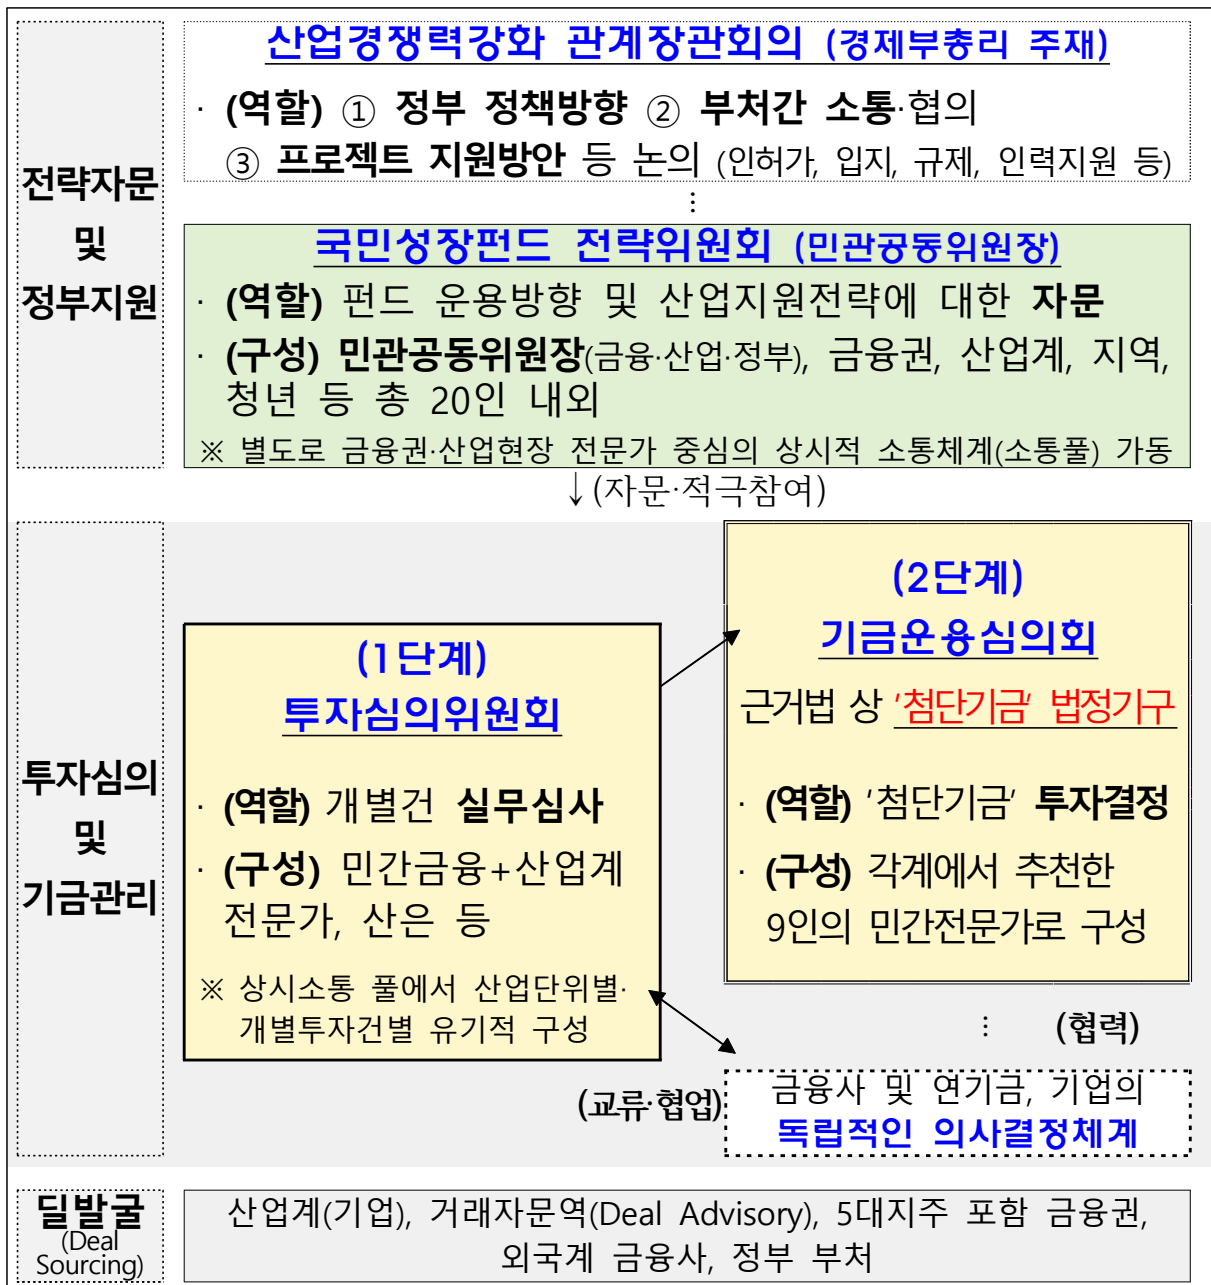 전략자문
및
정부지원
산업경쟁력강화 관계장관회의 (경제부총리 주재)
· (역할) ① 정부 정책방향 ② 부처간 소통·협의
③ 프로젝트 지원방안 등 논의 (인허가, 입지, 규제, 인력지원 등)
⋮
국민성장펀드 전략위원회 (민관공동위원장)
· (역할) 펀드 운용방향 및 산업지원전략에 대한 자문
· (구성) 민관공동위원장(금융·산업·정부), 금융권, 산업계, 지역,
청년 등 총 20인 내외
※ 별도로 금융권·산업현장 전문가 중심의 상시적 소통체계(소통풀) 가동
↓(자문·적극참여)
투자심의
및
기금관리
(1단계)
투자심의위원회
· (역할) 개별건 실무심사
· (구성) 민간금융+산업계
전문가, 산은 등
※ 상시소통 풀에서 산업단위별·
개별투자건별 유기적 구성
(2단계)
기금운용심의회
근거법 상 '첨단기금' 법정기구
· (역할) '첨단기금' 투자결정
· (구성) 각계에서 추천한
9인의 민간전문가로 구성
⋮ (협력)
(교류·협업)
금융사 및 연기금, 기업의
독립적인 의사결정체계
딜발굴
(Deal
Sourcing)
산업계(기업), 거래자문역(Deal Advisory), 5대지주 포함 금융권,
외국계 금융사, 정부 부처